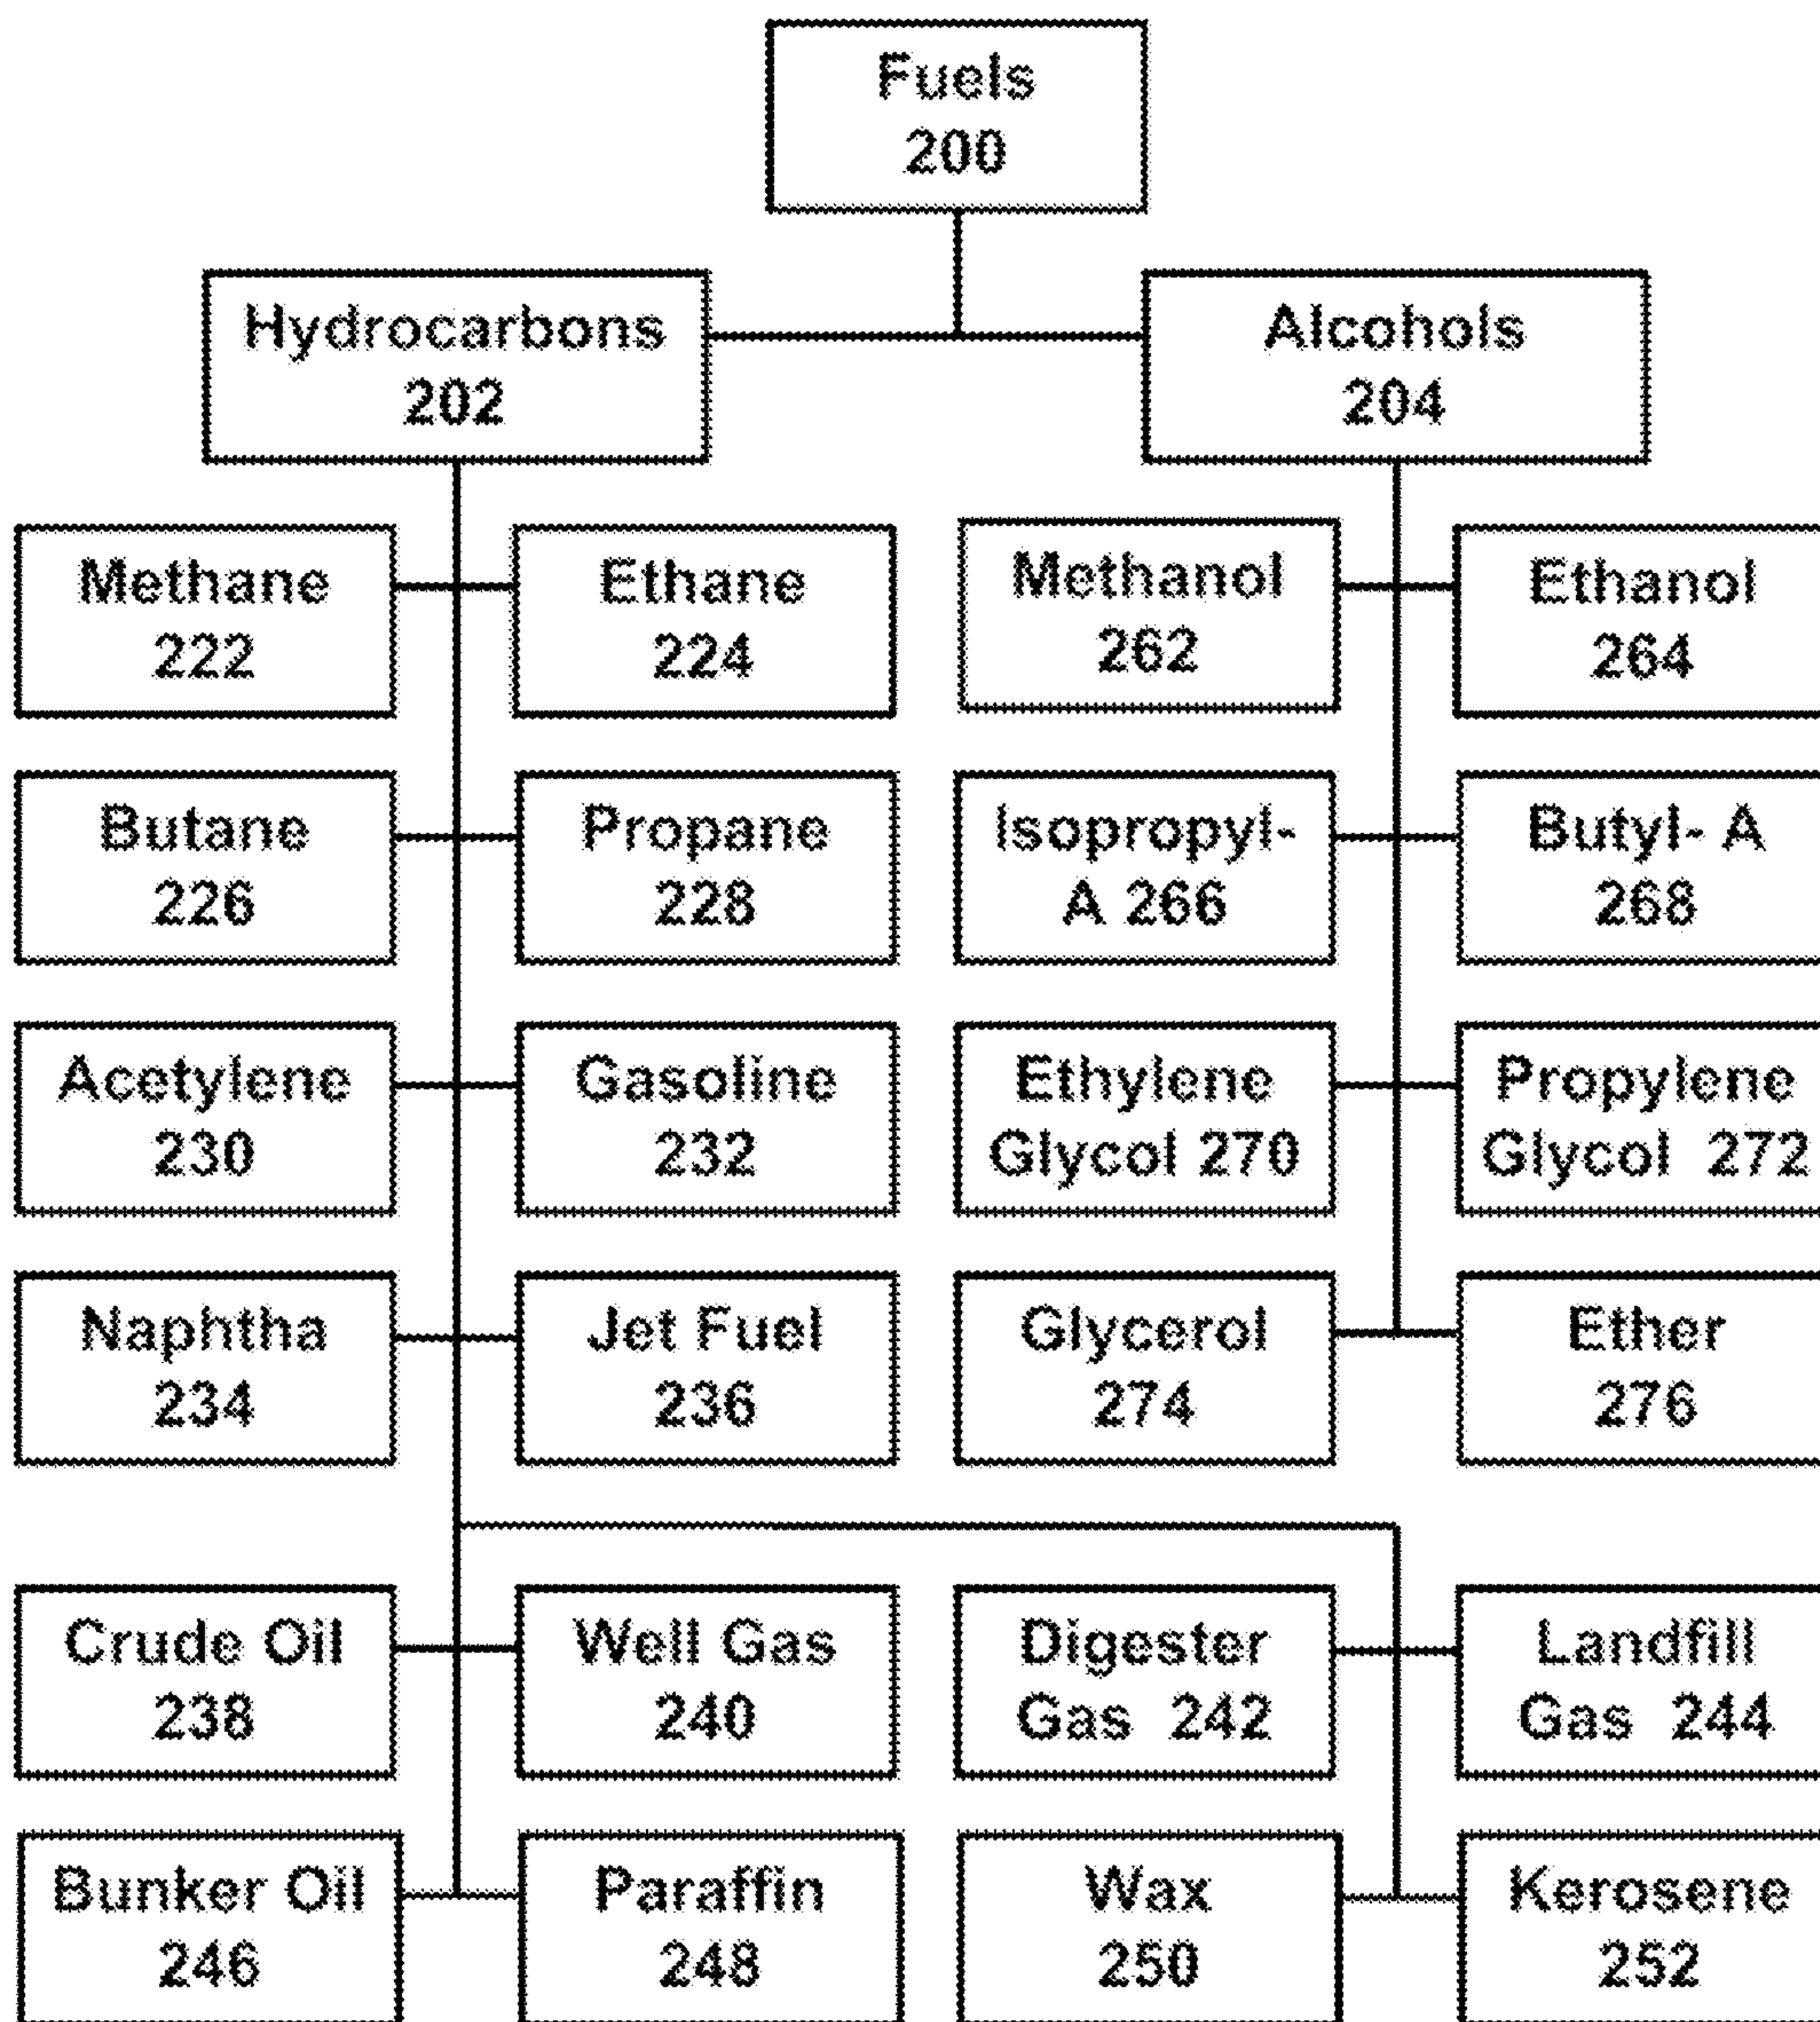 Fuels
200
Hydrocarbons
202
Alcohols
204
Methane
222
Ethane
224
Methanol
262
Ethanol
264
Butane
226
Propane
228
Isopropyl-
A 266
Butyl- A
268
Acetylene
230
Gasoline
232
Ethylene
Glycol 270
Propylene
Glycol 272
Naphtha
234
Jet Fuel
236
Glycerol
274
Ether
276
Crude Oil
238
Well Gas
240
Digester
Gas 242
Landfill
Gas 244
Bunker Oil
246
Paraffin
248
Wax
250
Kerosene
252